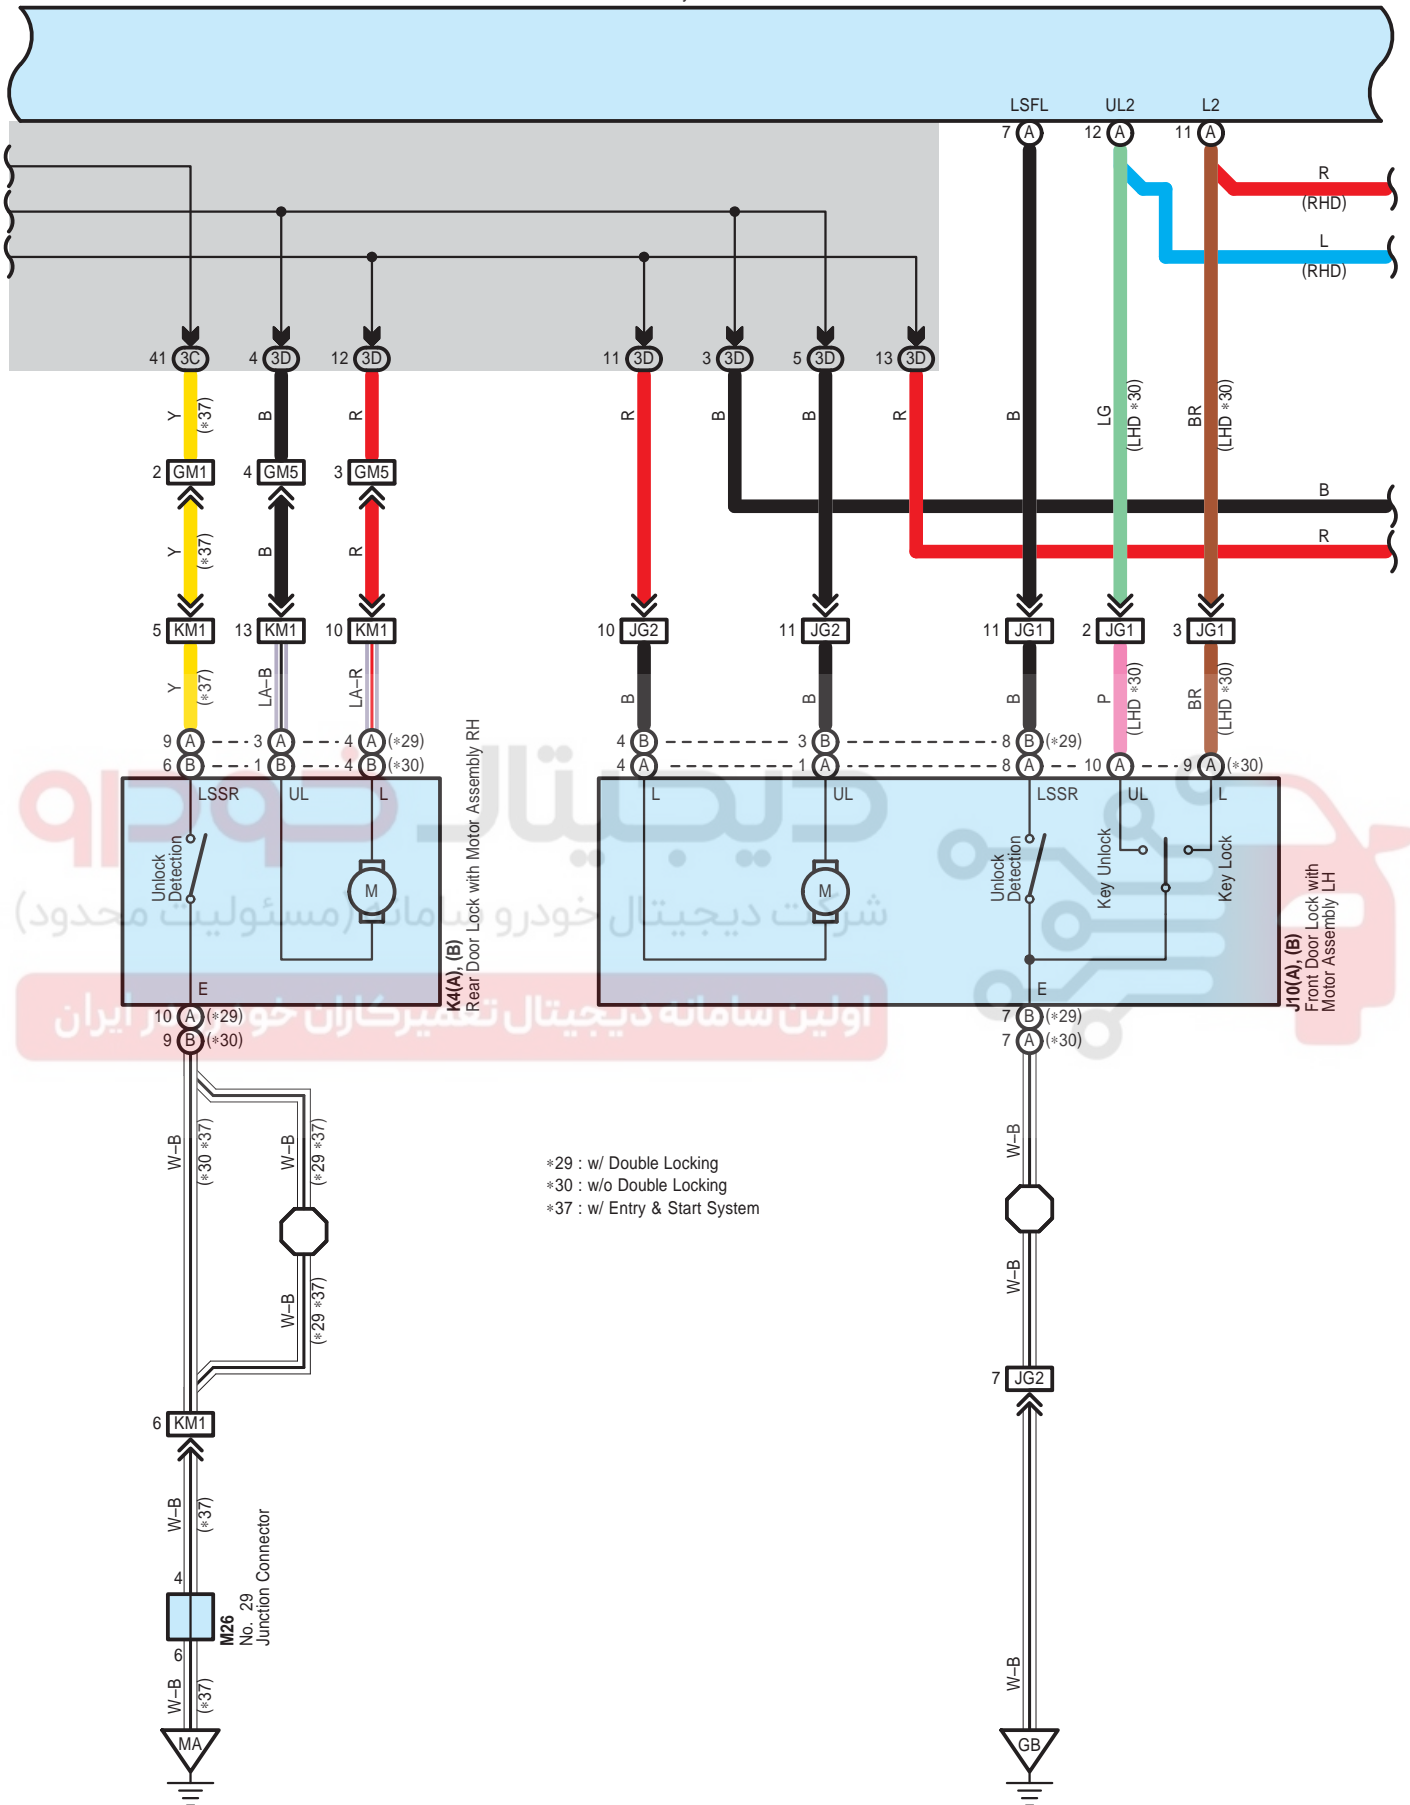 LSFL UL2 L2
7 A 12 A 11 A
R
(RHD)
L
(RHD)
41 3C 4 3D 12 3D 11 3D 3 3D 5 3D 13 3D
Y (*37) B R R B B R B LG (LHD *30) BR (LHD *30)
2 GM1 4 GM5 3 GM5
B
R
Y (*37) B R
5 KM1 13 KM1 10 KM1 10 JG2 11 JG2 11 JG1 2 JG1 3 JG1
Y (*37) LA-B LA-R B B B P (LHD *30) BR (LHD *30)
9 A 3 A 4 A (*29) 4 B 3 B 8 B (*29)
6 B 1 B 4 B (*30) 4 A 1 A 8 A 10 A 9 A (*30)
LSSR UL L L UL LSSR UL L
دیجیتال خودرو
Unlock
Detection
M
M
Unlock
Detection
Key Unlock
Key Lock
شرکت دیجیتال خودرو سامانه (مسئولیت محدود)
K4(A), (B)
Rear Door Lock with Motor Assembly RH
J10(A), (B)
Front Door Lock with
Motor Assembly LH
E E
اولین سامانه دیجیتال تعمیرکاران خودرو در ایران
10 A (*29) 7 B (*29)
9 B (*30) 7 A (*30)
W-B (*30 *37) W-B (*29 *37) W-B
*29 : w/ Double Locking
*30 : w/o Double Locking
*37 : w/ Entry & Start System
W-B (*29 *37) W-B
7 JG2
6 KM1
W-B (*37)
4
M26
No. 29
Junction Connector
6
W-B (*37) W-B
MA GB